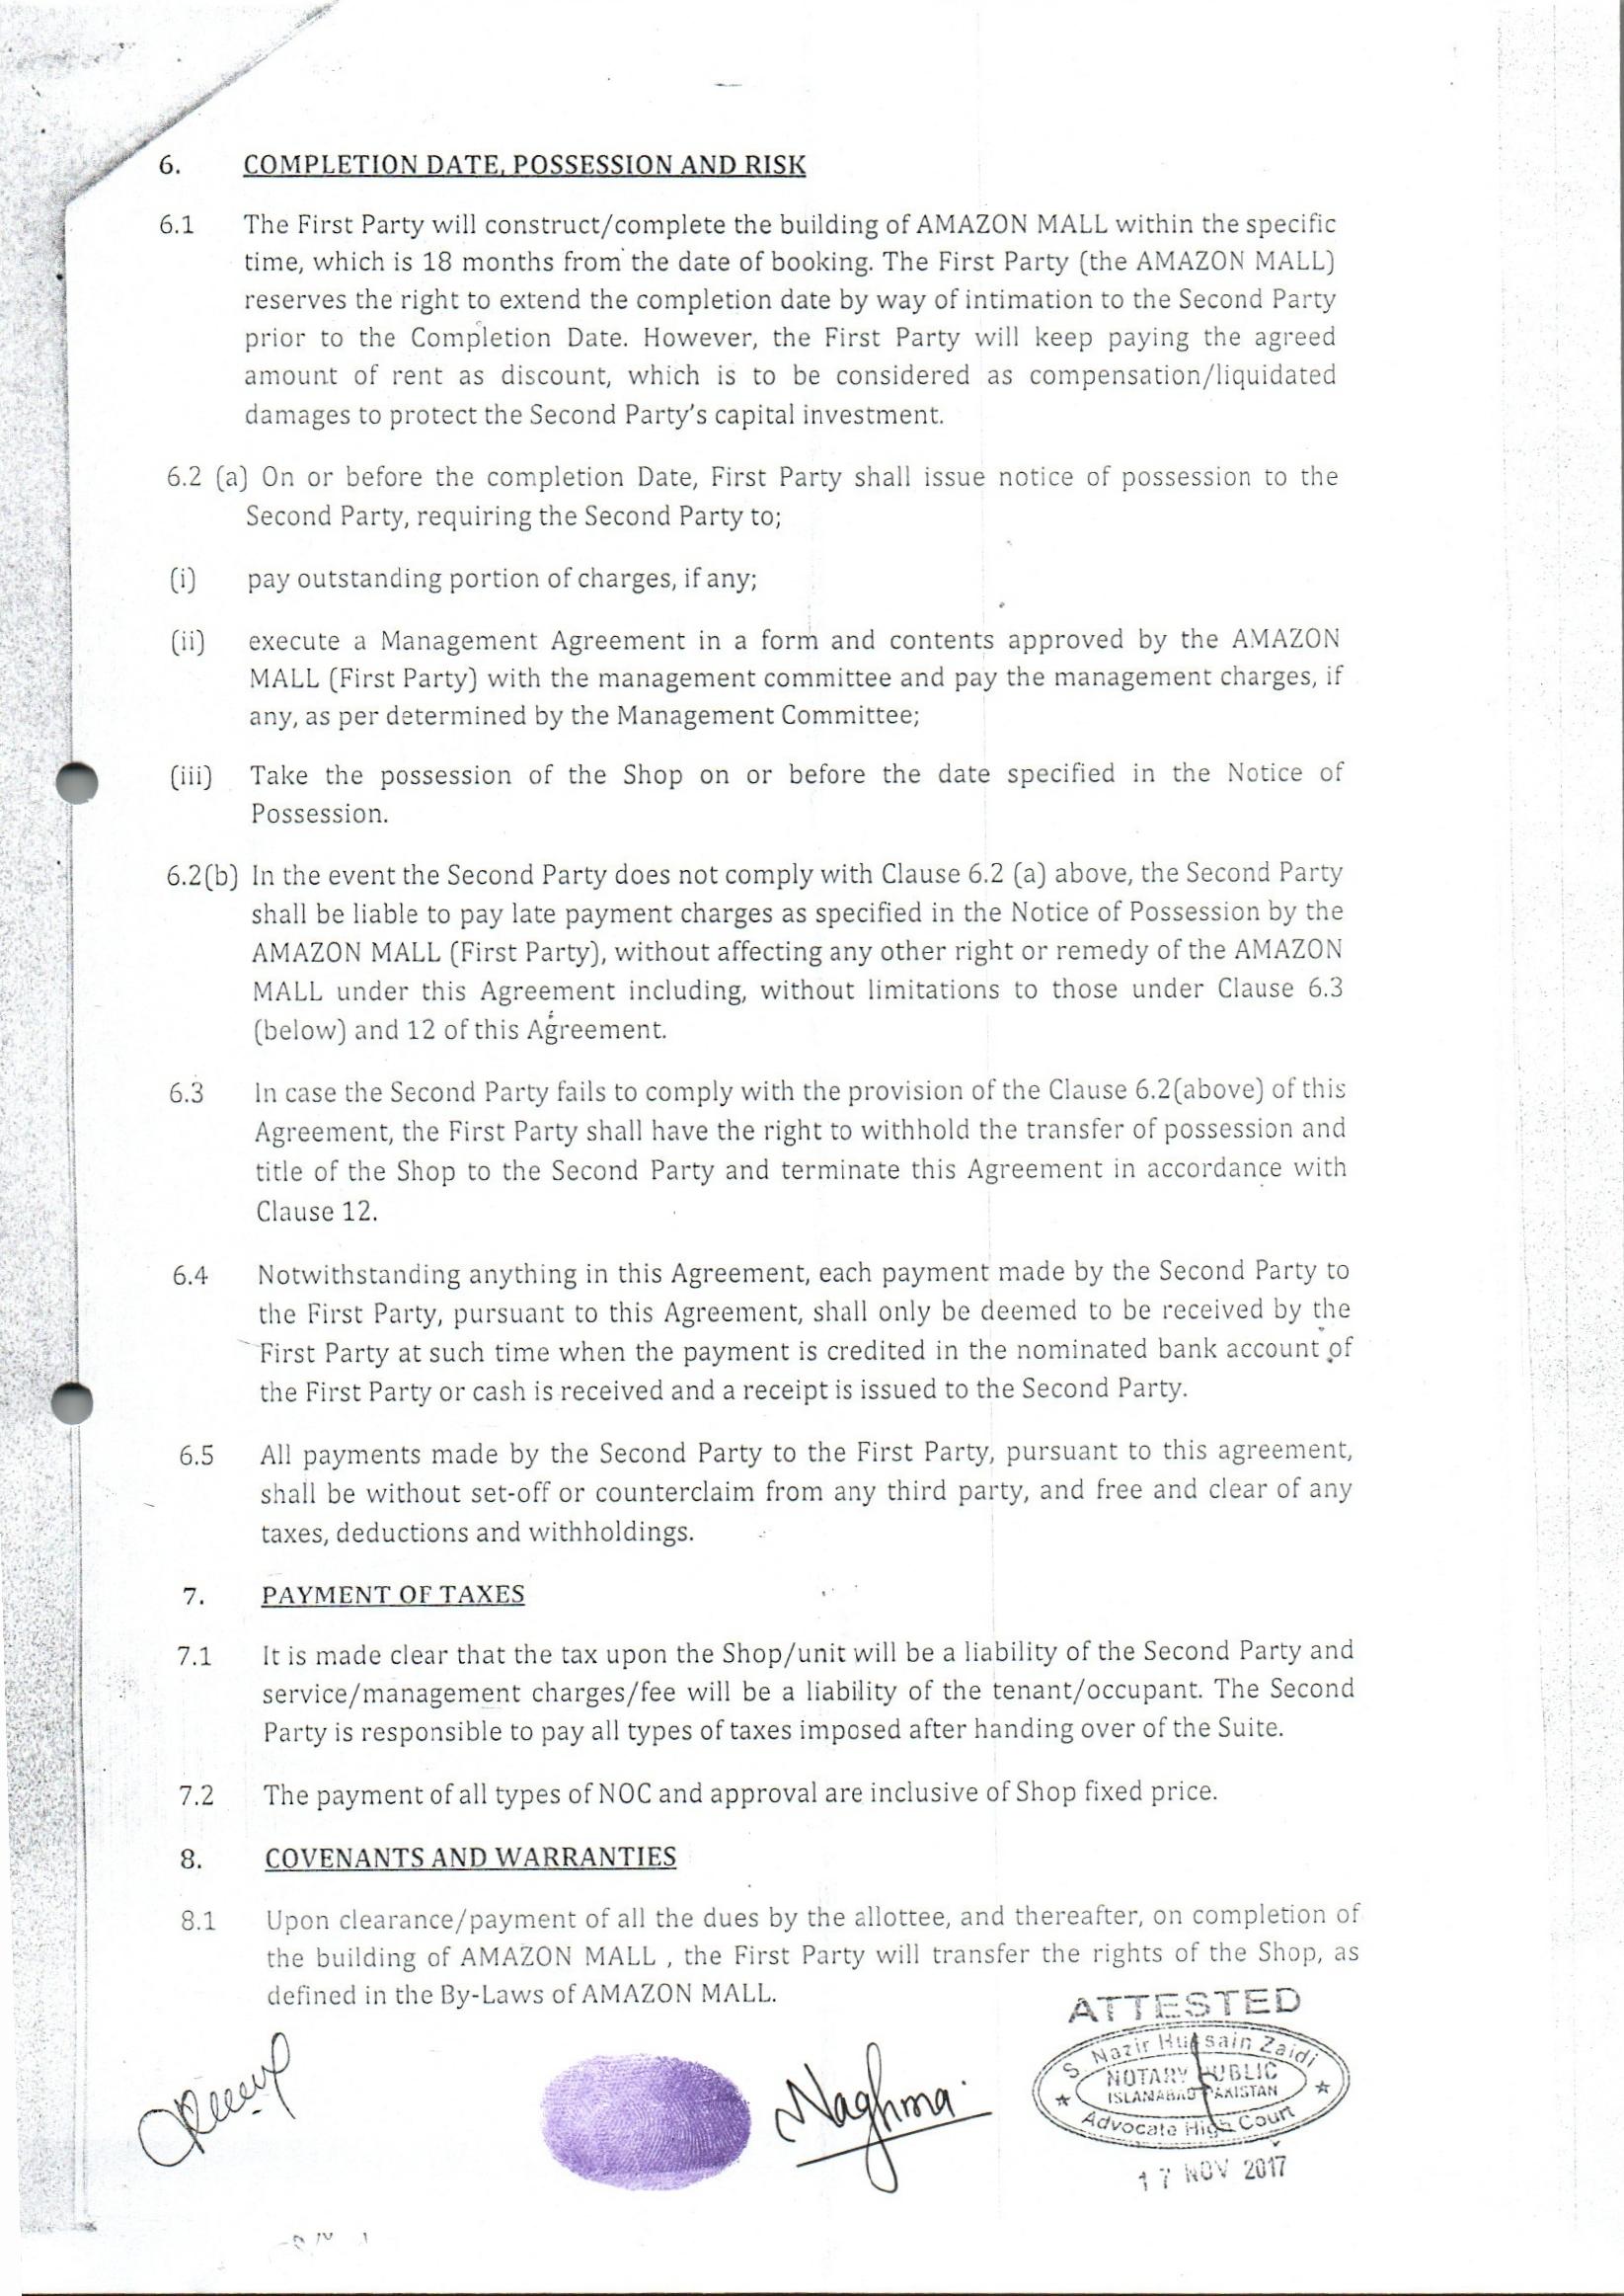 6. COMPLETION DATE, POSSESSION AND RISK
6.1 The First Party will construct/complete the building of AMAZON MALL within the specific
time, which is 18 months from the date of booking. The First Party (the AMAZON MALL)
reserves the right to extend the completion date by way of intimation to the Second Party
prior to the Completion Date. However, the First Party will keep paying the agreed
amount of rent as discount, which is to be considered as compensation/liquidated
damages to protect the Second Party's capital investment.
6.2 (a) On or before the completion Date, First Party shall issue notice of possession to the
Second Party, requiring the Second Party to;
(i) pay outstanding portion of charges, if any;
(ii) execute a Management Agreement in a form and contents approved by the AMAZON
MALL (First Party) with the management committee and pay the management charges, if
any, as per determined by the Management Committee;
(iii) Take the possession of the Shop on or before the date specified in the Notice of
Possession.
6.2(b) In the event the Second Party does not comply with Clause 6.2 (a) above, the Second Party
shall be liable to pay late payment charges as specified in the Notice of Possession by the
AMAZON MALL (First Party), without affecting any other right or remedy of the AMAZON
MALL under this Agreement including, without limitations to those under Clause 6.3
(below) and 12 of this Agreement.
6.3 In case the Second Party fails to comply with the provision of the Clause 6.2(above) of this
Agreement, the First Party shall have the right to withhold the transfer of possession and
title of the Shop to the Second Party and terminate this Agreement in accordance with
Clause 12.
6.4 Notwithstanding anything in this Agreement, each payment made by the Second Party to
the First Party, pursuant to this Agreement, shall only be deemed to be received by the
First Party at such time when the payment is credited in the nominated bank account of
the First Party or cash is received and a receipt is issued to the Second Party.
6.5 All payments made by the Second Party to the First Party, pursuant to this agreement,
shall be without set-off or counterclaim from any third party, and free and clear of any
taxes, deductions and withholdings.
7. PAYMENT OF TAXES
7.1 It is made clear that the tax upon the Shop/unit will be a liability of the Second Party and
service/management charges/fee will be a liability of the tenant/occupant. The Second
Party is responsible to pay all types of taxes imposed after handing over of the Suite.
7.2 The payment of all types of NOC and approval are inclusive of Shop fixed price.
8. COVENANTS AND WARRANTIES
8.1 Upon clearance/payment of all the dues by the allottee, and thereafter, on completion of
the building of AMAZON MALL , the First Party will transfer the rights of the Shop, as
defined in the By-Laws of AMAZON MALL.
ATTESTED
S. Nazir Hussain Zaidi
NOTARY PUBLIC
ISLAMABAD PAKISTAN
Advocate High Court
Naghma
17 NOV 2017